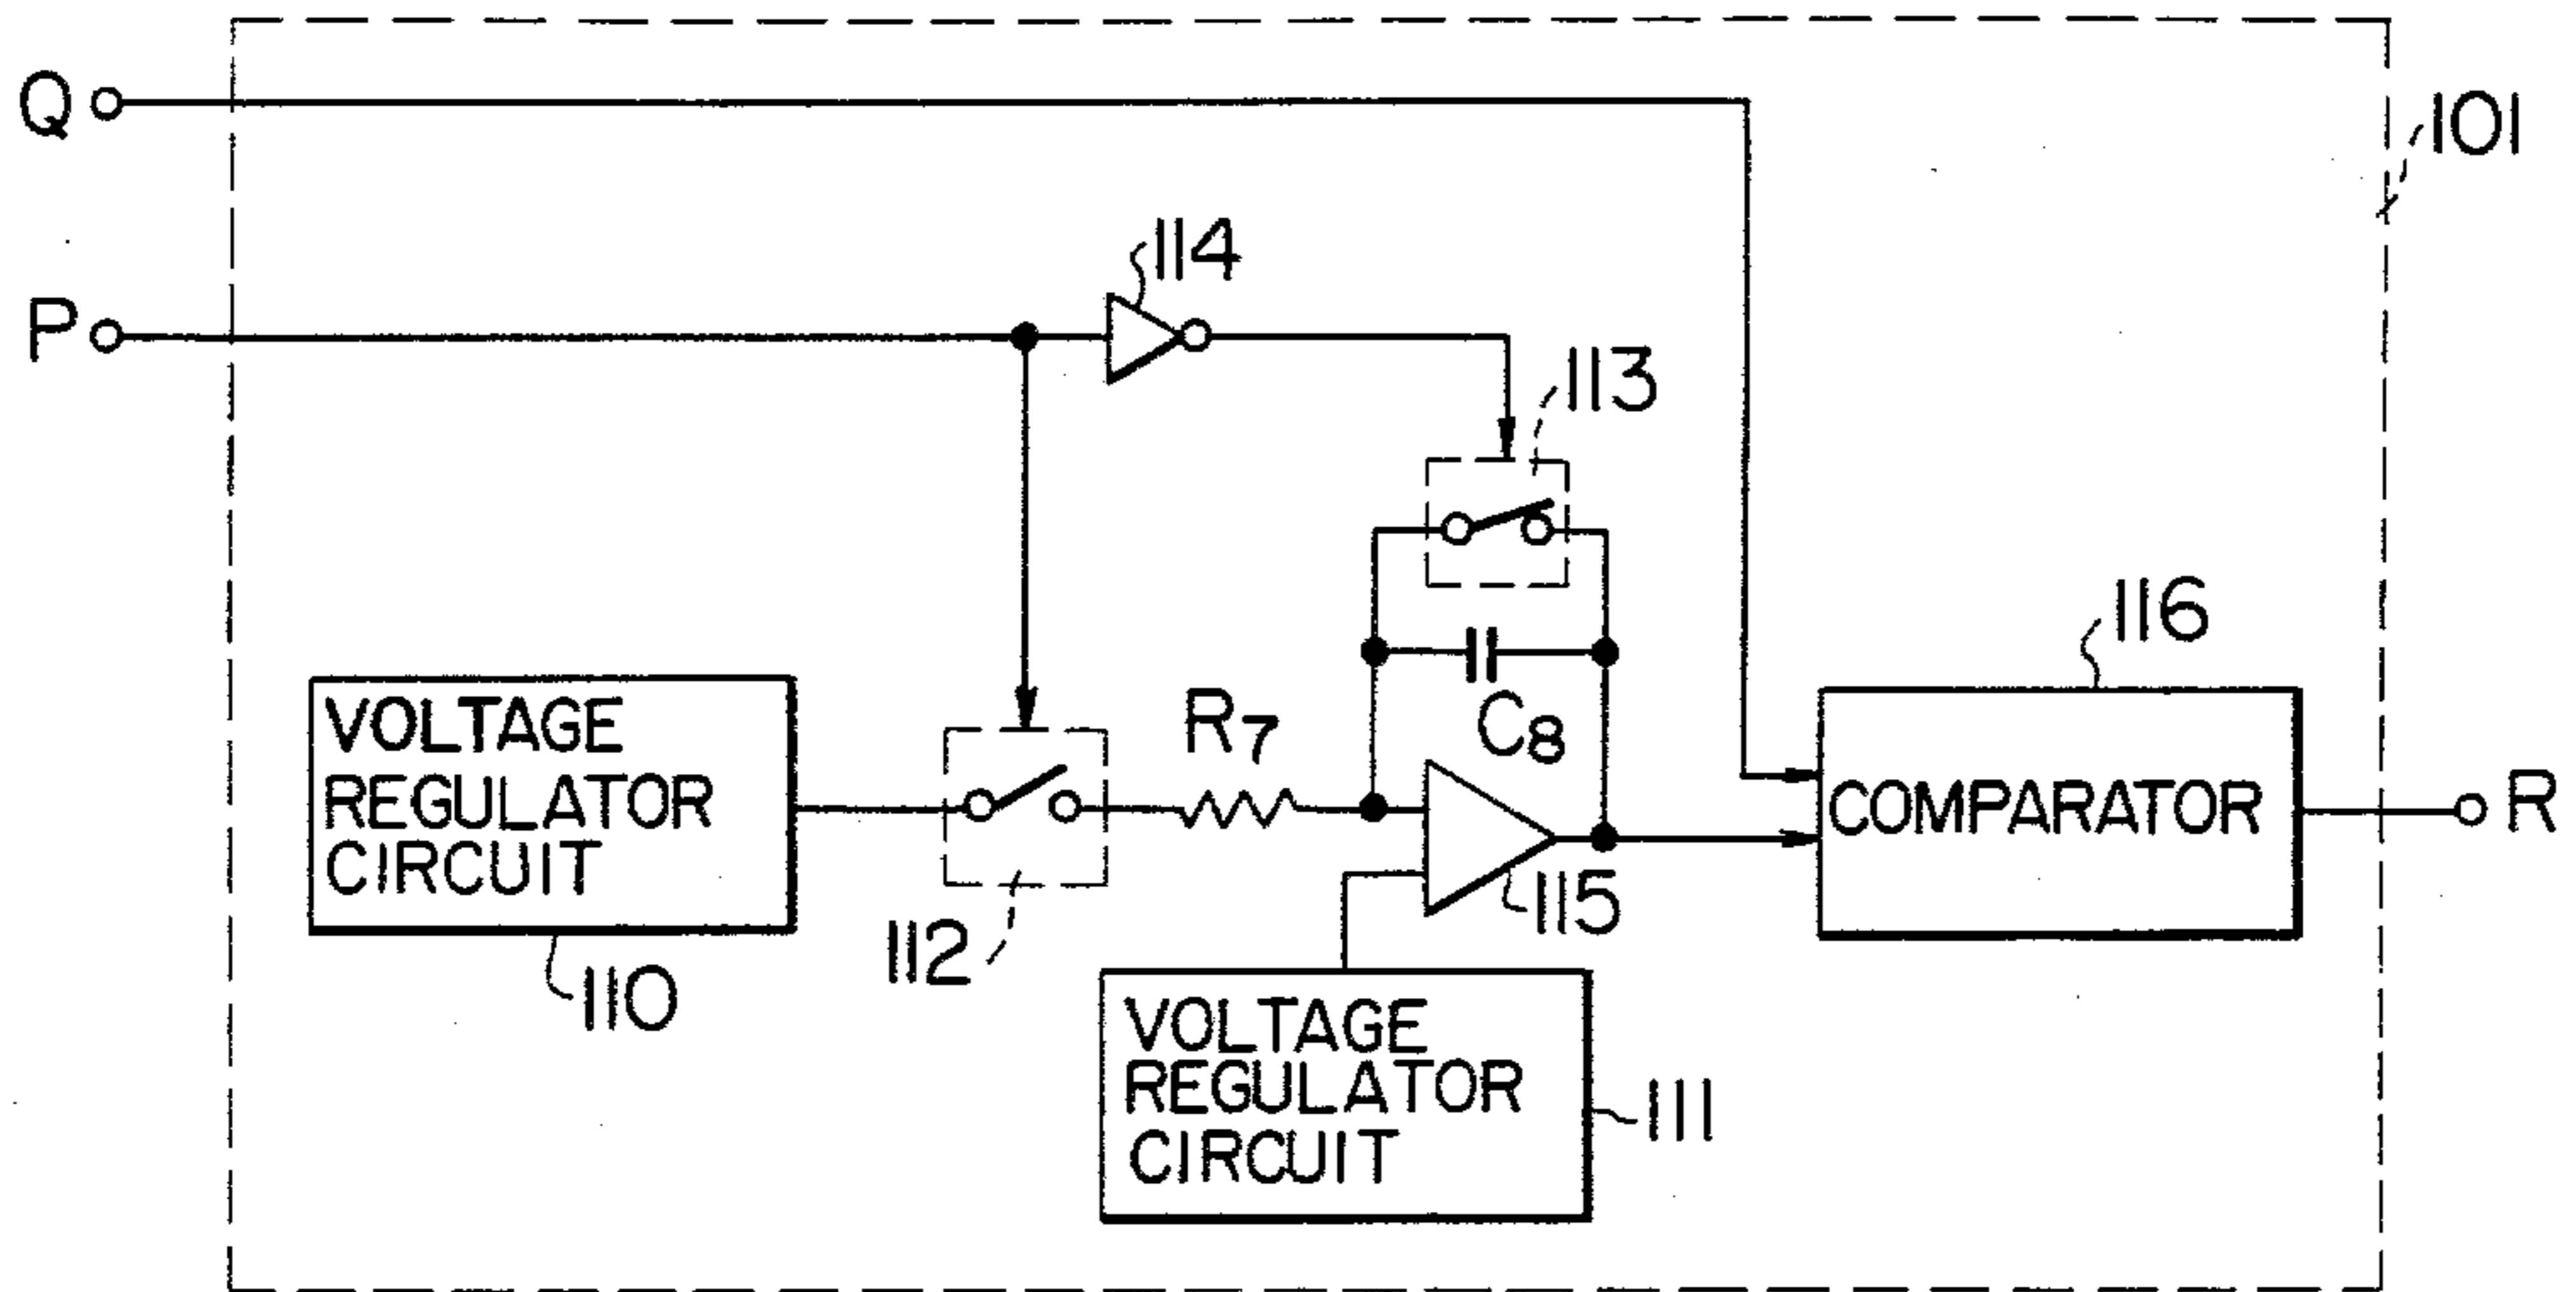 Q
101
114
P
113
116
VOLTAGE
REGULATOR
CIRCUIT
R7
C8
COMPARATOR
R
112
115
110
VOLTAGE
REGULATOR
CIRCUIT
111